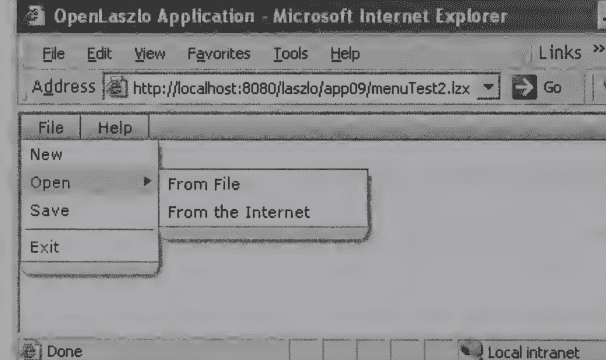 OpenLaszlo Application - Microsoft Internet Explorer
File Edit View Favorites Tools Help Links »
Address http://localhost:8080/laszlo/app09/menuTest2.lzx Go
File Help
New
Open From File
Save From the Internet
Exit
Done Local intranet